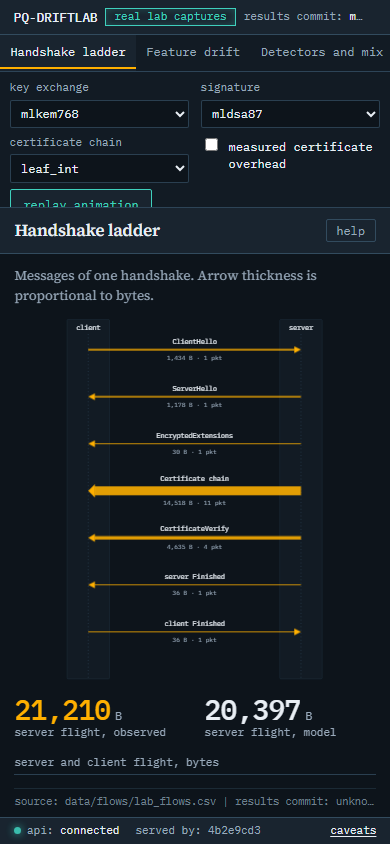 PQ-DRIFTLAB real lab captures results commit: m…
Handshake ladder Feature drift Detectors and mix
key exchange signature
mlkem768 mldsa87
certificate chain measured certificate overhead
leaf_int
replay animation
Handshake ladder help
Messages of one handshake. Arrow thickness is
proportional to bytes.
client server
ClientHello
1,434 B · 1 pkt
ServerHello
1,178 B · 1 pkt
EncryptedExtensions
30 B · 1 pkt
Certificate chain
14,518 B · 11 pkt
CertificateVerify
4,635 B · 4 pkt
server Finished
36 B · 1 pkt
client Finished
36 B · 1 pkt
21,210 B 20,397 B
server flight, observed server flight, model
server and client flight, bytes
source: data/flows/lab_flows.csv | results commit: unkno…
api: connected served by: 4b2e9cd3 caveats